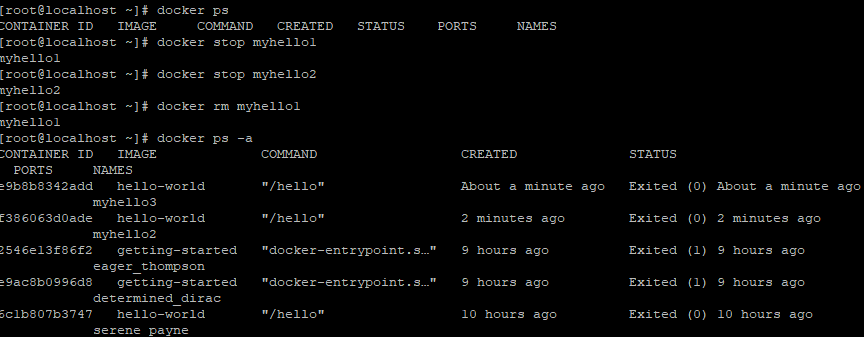 [root@localhost ~]# docker ps
CONTAINER ID   IMAGE     COMMAND   CREATED   STATUS    PORTS     NAMES
[root@localhost ~]# docker stop myhello1
myhello1
[root@localhost ~]# docker stop myhello2
myhello2
[root@localhost ~]# docker rm myhello1
myhello1
[root@localhost ~]# docker ps -a
CONTAINER ID   IMAGE             COMMAND                  CREATED              STATUS
  PORTS     NAMES
e9b8b8342add   hello-world       "/hello"                 About a minute ago   Exited (0) About a minute ago
            myhello3
f386063d0ade   hello-world       "/hello"                 2 minutes ago        Exited (0) 2 minutes ago
            myhello2
2546e13f86f2   getting-started   "docker-entrypoint.s…"   9 hours ago          Exited (1) 9 hours ago
            eager_thompson
e9ac8b0996d8   getting-started   "docker-entrypoint.s…"   9 hours ago          Exited (1) 9 hours ago
            determined_dirac
6c1b807b3747   hello-world       "/hello"                 10 hours ago         Exited (0) 10 hours ago
            serene_payne